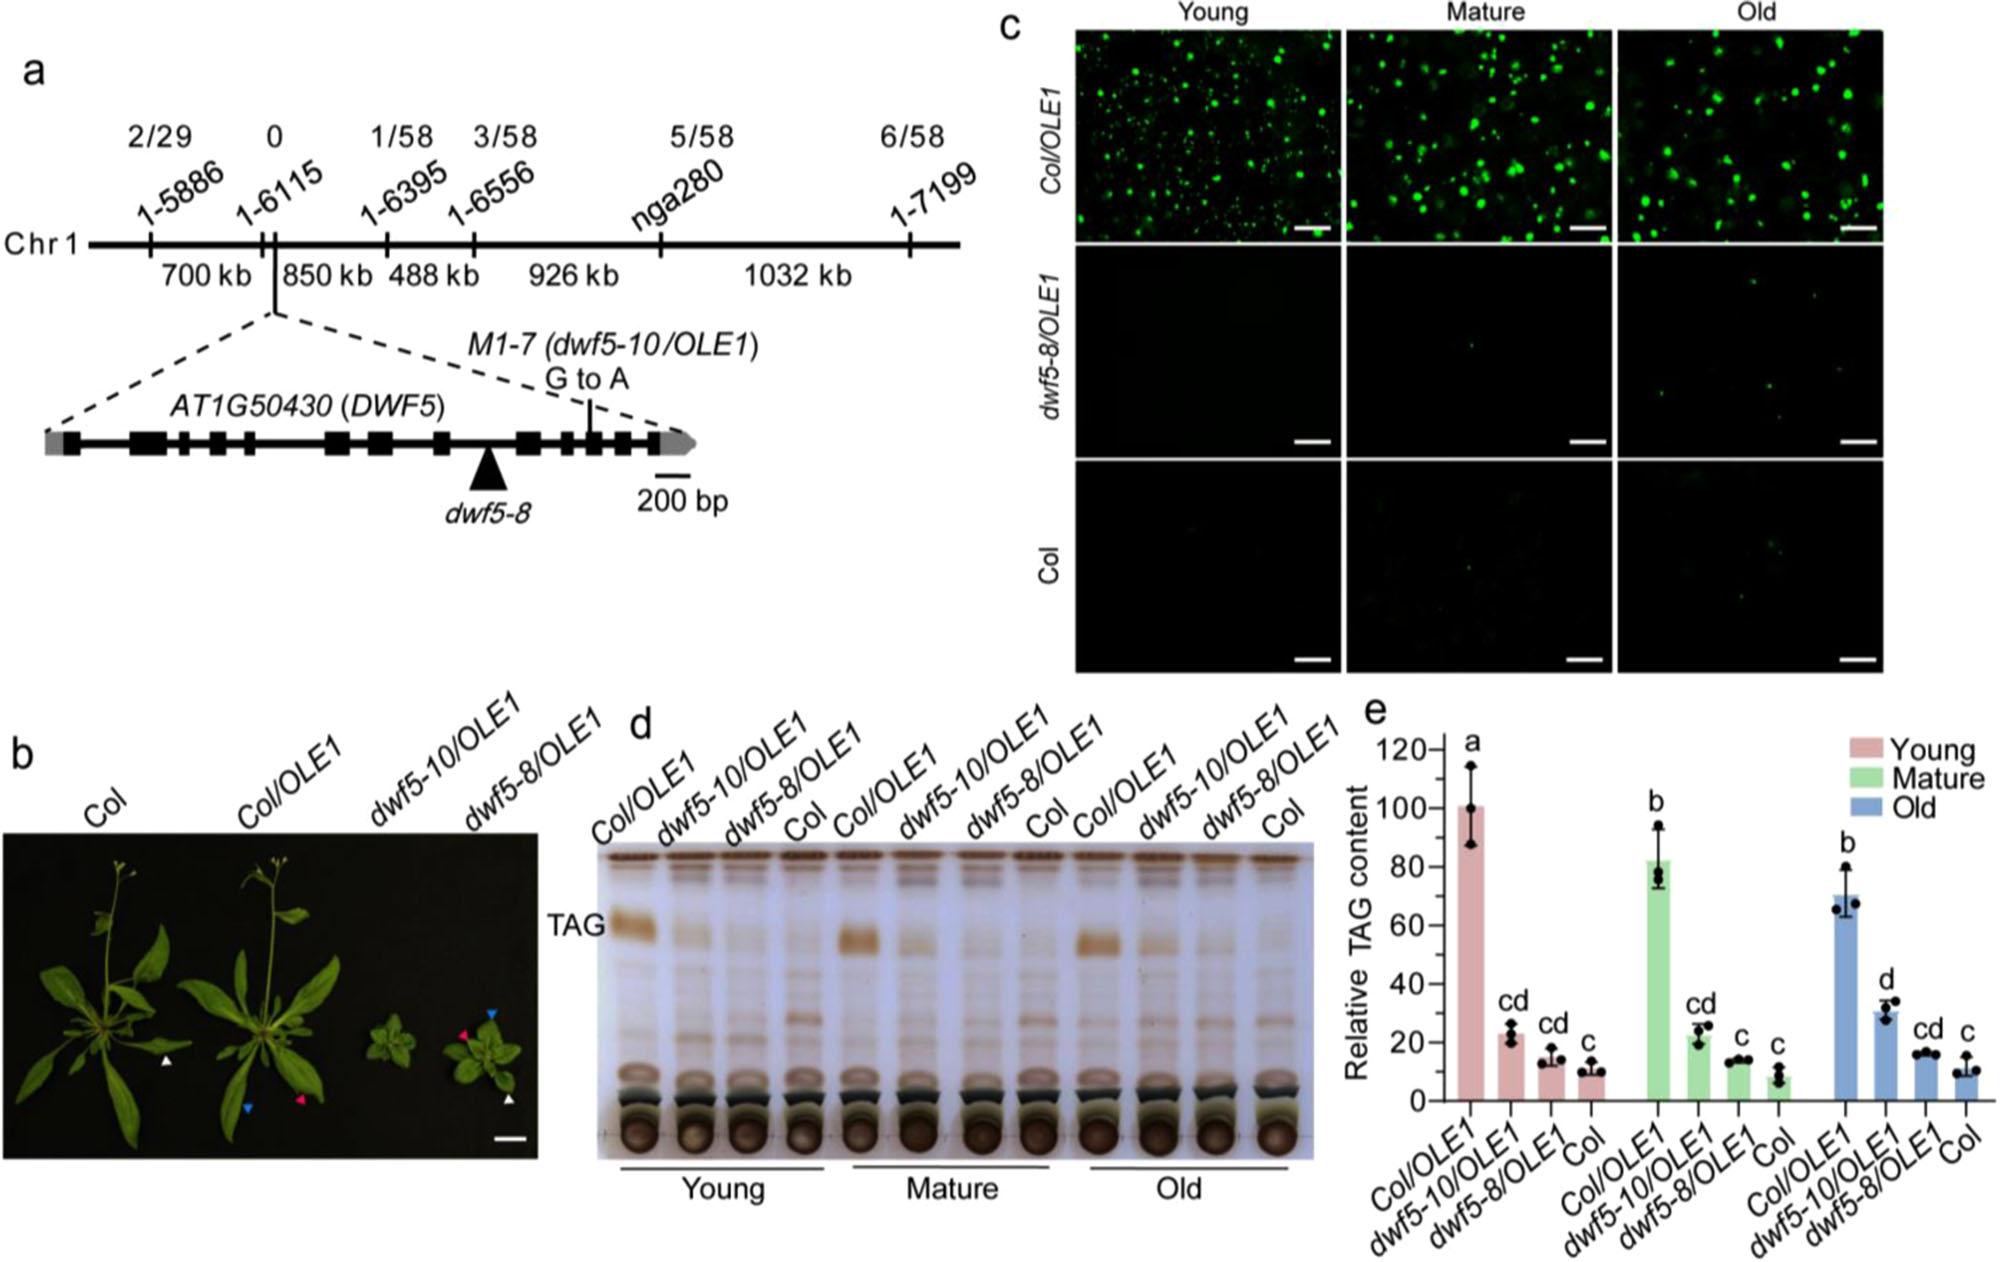 a
2/29 0 1/58 3/58 5/58 6/58
1-5886 1-6115 1-6395 1-6556 nga280 1-7199
Chr 1
700 kb 850 kb 488 kb 926 kb 1032 kb
M1-7 (dwf5-10/OLE1)
G to A
AT1G50430 (DWF5)
dwf5-8
200 bp
c
Young Mature Old
Col/OLE1
dwf5-8/OLE1
Col
b
Col Col/OLE1 dwf5-10/OLE1 dwf5-8/OLE1
d
Col/OLE1 dwf5-10/OLE1 dwf5-8/OLE1 Col Col/OLE1 dwf5-10/OLE1 dwf5-8/OLE1 Col Col/OLE1 dwf5-10/OLE1 dwf5-8/OLE1 Col
TAG
Young Mature Old
e
Relative TAG content
120
100
80
60
40
20
0
a
cd
cd
c
b
cd
c
c
b
d
cd
c
Young
Mature
Old
Col/OLE1 dwf5-10/OLE1 dwf5-8/OLE1 Col Col/OLE1 dwf5-10/OLE1 dwf5-8/OLE1 Col Col/OLE1 dwf5-10/OLE1 dwf5-8/OLE1 Col